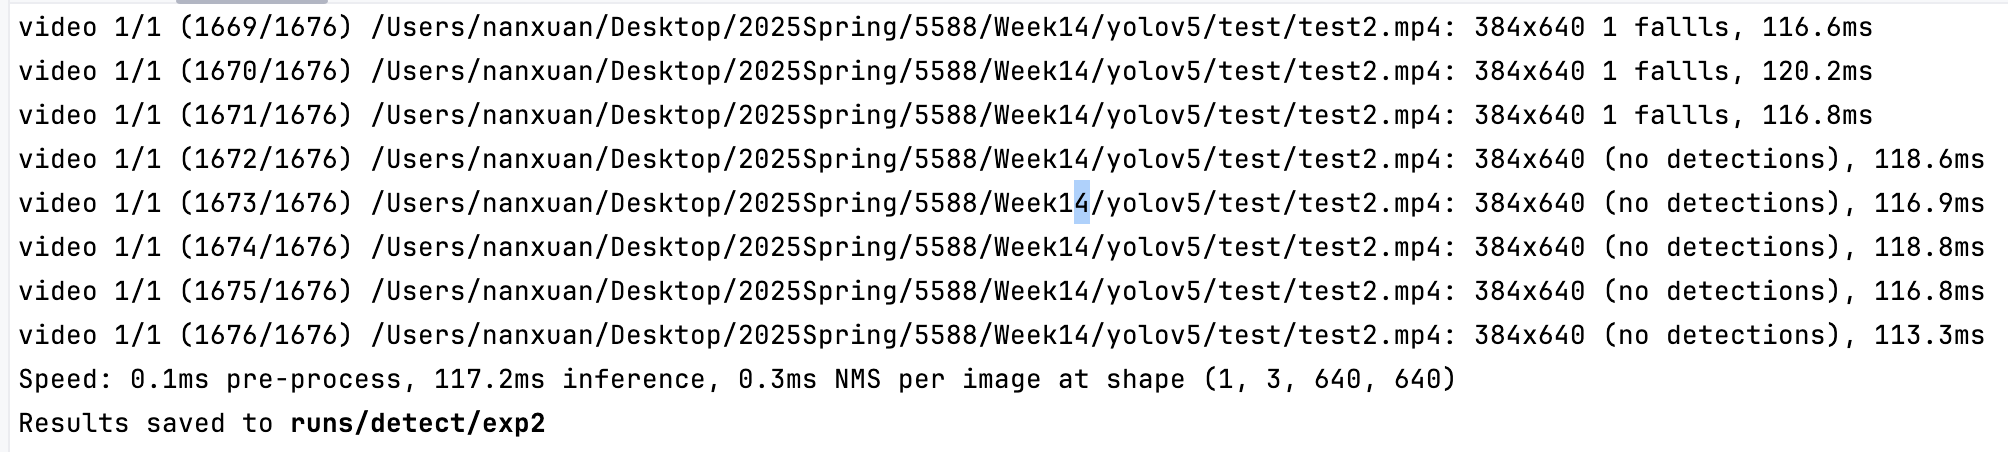 video 1/1 (1669/1676) /Users/nanxuan/Desktop/2025Spring/5588/Week14/yolov5/test/test2.mp4: 384x640 1 fallls, 116.6ms
video 1/1 (1670/1676) /Users/nanxuan/Desktop/2025Spring/5588/Week14/yolov5/test/test2.mp4: 384x640 1 fallls, 120.2ms
video 1/1 (1671/1676) /Users/nanxuan/Desktop/2025Spring/5588/Week14/yolov5/test/test2.mp4: 384x640 1 fallls, 116.8ms
video 1/1 (1672/1676) /Users/nanxuan/Desktop/2025Spring/5588/Week14/yolov5/test/test2.mp4: 384x640 (no detections), 118.6ms
video 1/1 (1673/1676) /Users/nanxuan/Desktop/2025Spring/5588/Week14/yolov5/test/test2.mp4: 384x640 (no detections), 116.9ms
video 1/1 (1674/1676) /Users/nanxuan/Desktop/2025Spring/5588/Week14/yolov5/test/test2.mp4: 384x640 (no detections), 118.8ms
video 1/1 (1675/1676) /Users/nanxuan/Desktop/2025Spring/5588/Week14/yolov5/test/test2.mp4: 384x640 (no detections), 116.8ms
video 1/1 (1676/1676) /Users/nanxuan/Desktop/2025Spring/5588/Week14/yolov5/test/test2.mp4: 384x640 (no detections), 113.3ms
Speed: 0.1ms pre-process, 117.2ms inference, 0.3ms NMS per image at shape (1, 3, 640, 640)
Results saved to runs/detect/exp2